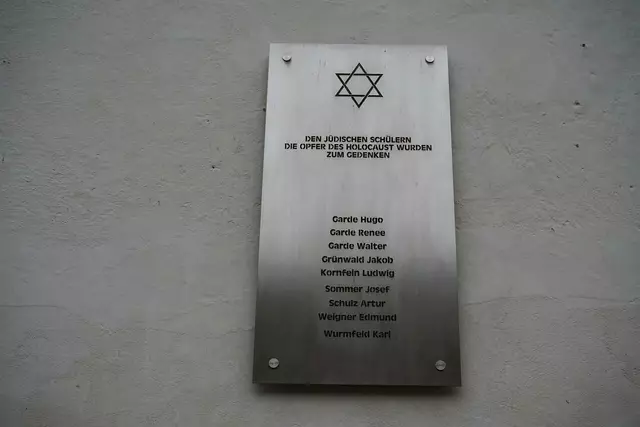 DEN JÜDISCHEN SCHÜLERN
DIE OPFER DES HOLOCAUST WURDEN
ZUM GEDENKEN
Garde Hugo
Garde Renee
Garde Walter
Grünwald Jakob
Kornfein Ludwig
Sommer Josef
Schulz Artur
Weigner Edmund
Wurmfeld Karl